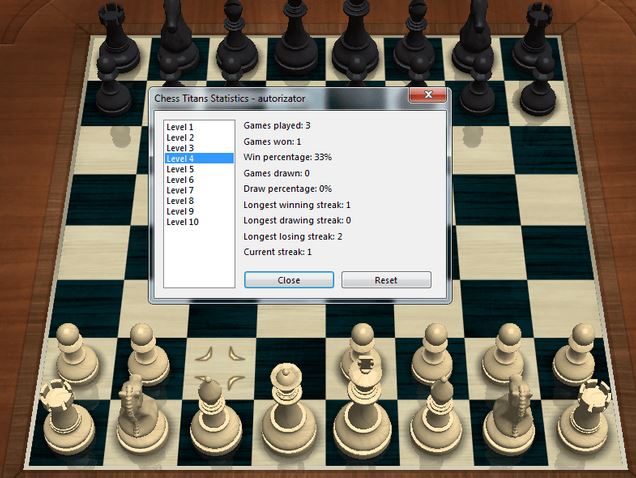 Chess Titans Statistics - autorizator
Level 1
Level 2
Level 3
Level 4
Level 5
Level 6
Level 7
Level 8
Level 9
Level 10
Games played: 3
Games won: 1
Win percentage: 33%
Games drawn: 0
Draw percentage: 0%
Longest winning streak: 1
Longest drawing streak: 0
Longest losing streak: 2
Current streak: 1
Close
Reset